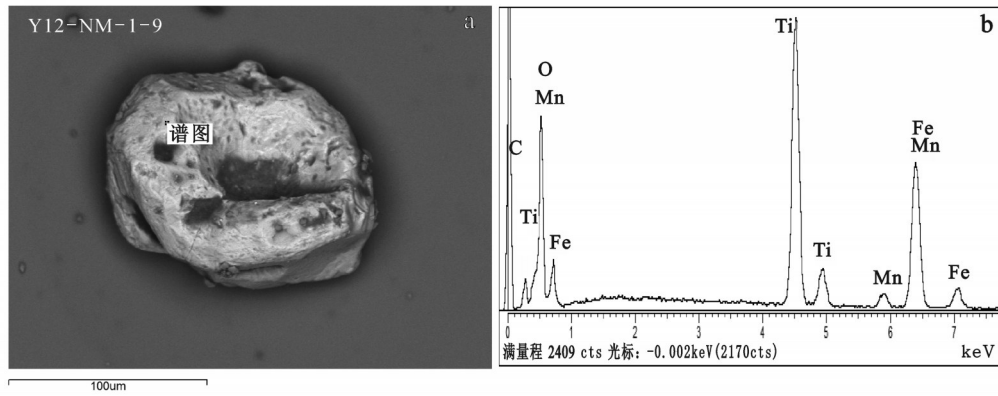 Y12-NM-1-9
a
谱图
100um
b
Ti
O
Mn
Fe
Mn
C
Ti
Fe
Ti
Mn
Fe
0 1 2 3 4 5 6 7
满量程 2409 cts 光标: -0.002keV(2170cts)
keV